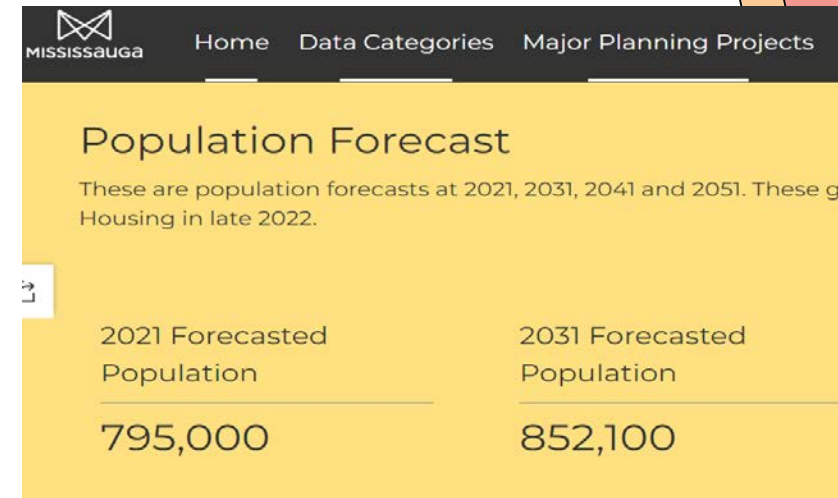 MISSISSAUGA
Home Data Categories Major Planning Projects
Population Forecast
These are population forecasts at 2021, 2031, 2041 and 2051. These
Housing in late 2022.
2021 Forecasted
Population
795,000
2031 Forecasted
Population
852,100